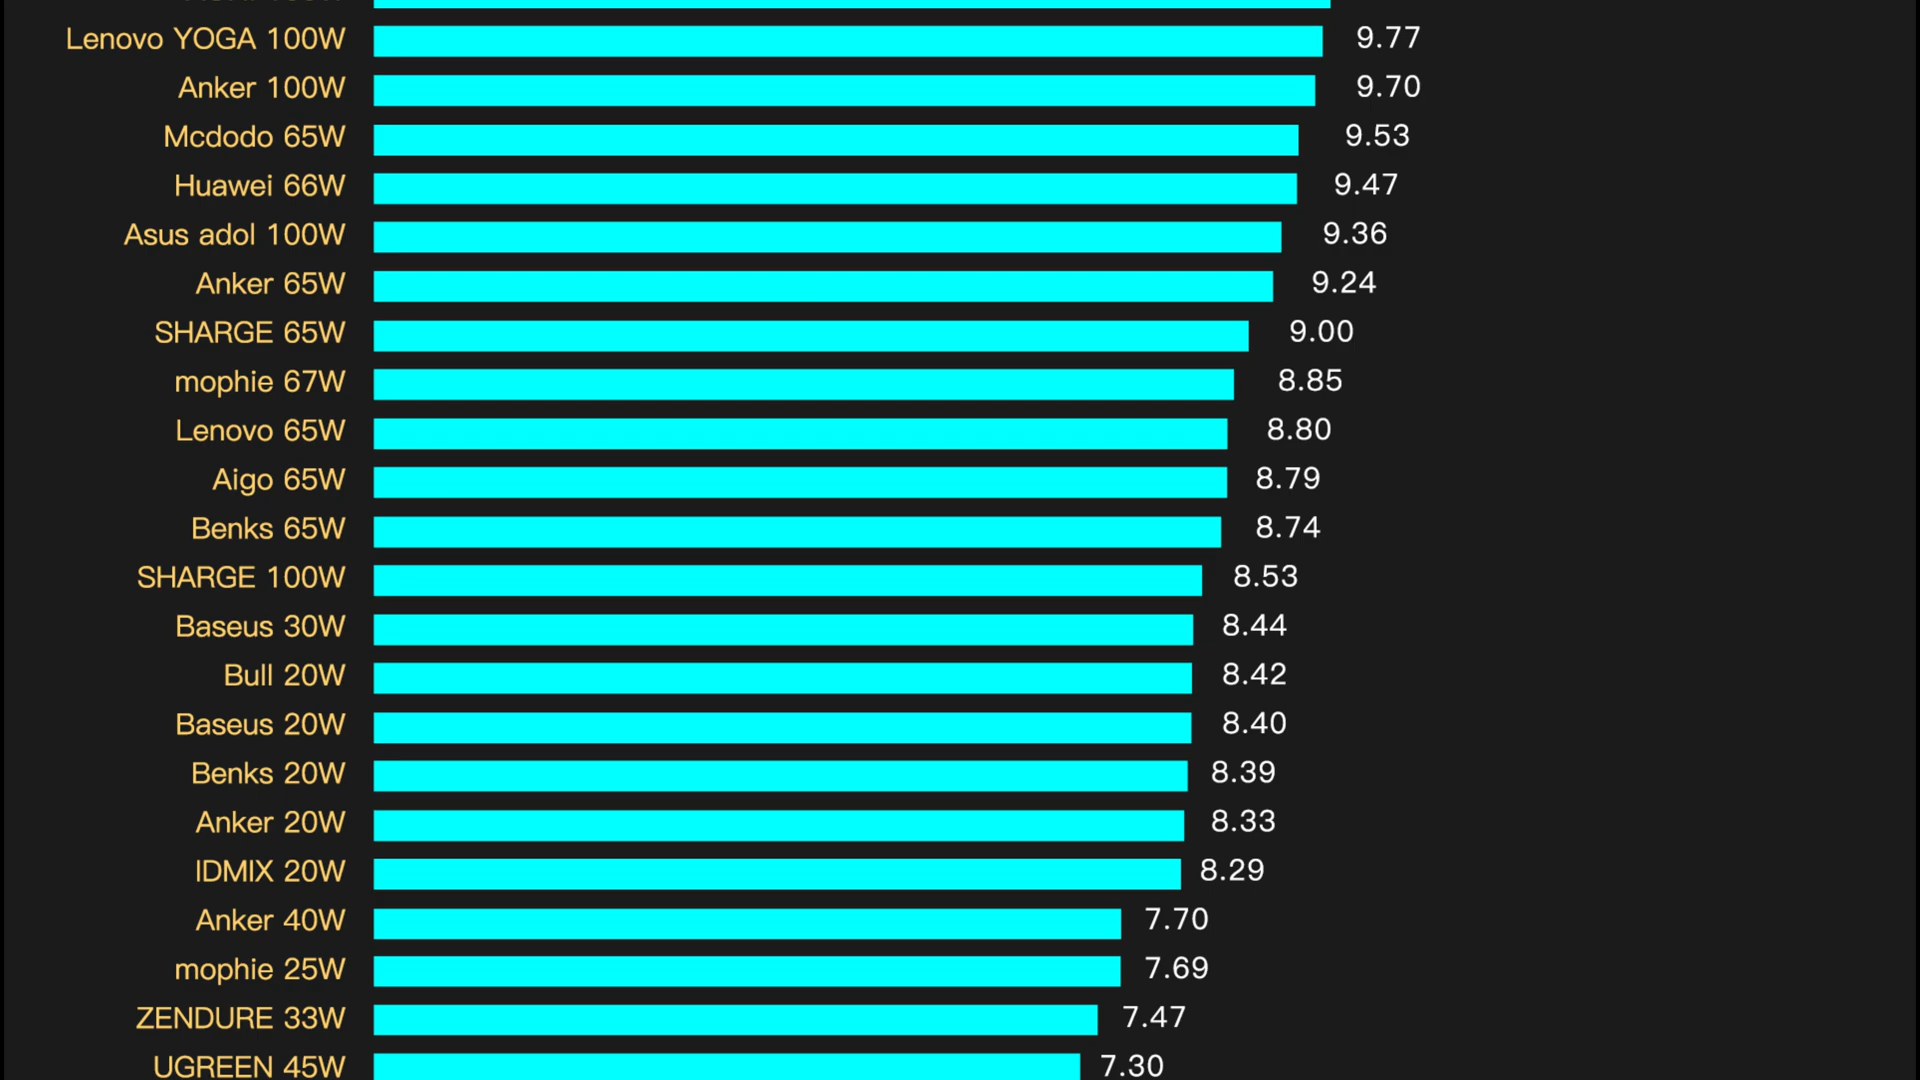 Lenovo YOGA 100W 9.77
Anker 100W 9.70
Mcdodo 65W 9.53
Huawei 66W 9.47
Asus adol 100W 9.36
Anker 65W 9.24
SHARGE 65W 9.00
mophie 67W 8.85
Lenovo 65W 8.80
Aigo 65W 8.79
Benks 65W 8.74
SHARGE 100W 8.53
Baseus 30W 8.44
Bull 20W 8.42
Baseus 20W 8.40
Benks 20W 8.39
Anker 20W 8.33
IDMIX 20W 8.29
Anker 40W 7.70
mophie 25W 7.69
ZENDURE 33W 7.47
UGREEN 45W 7.30